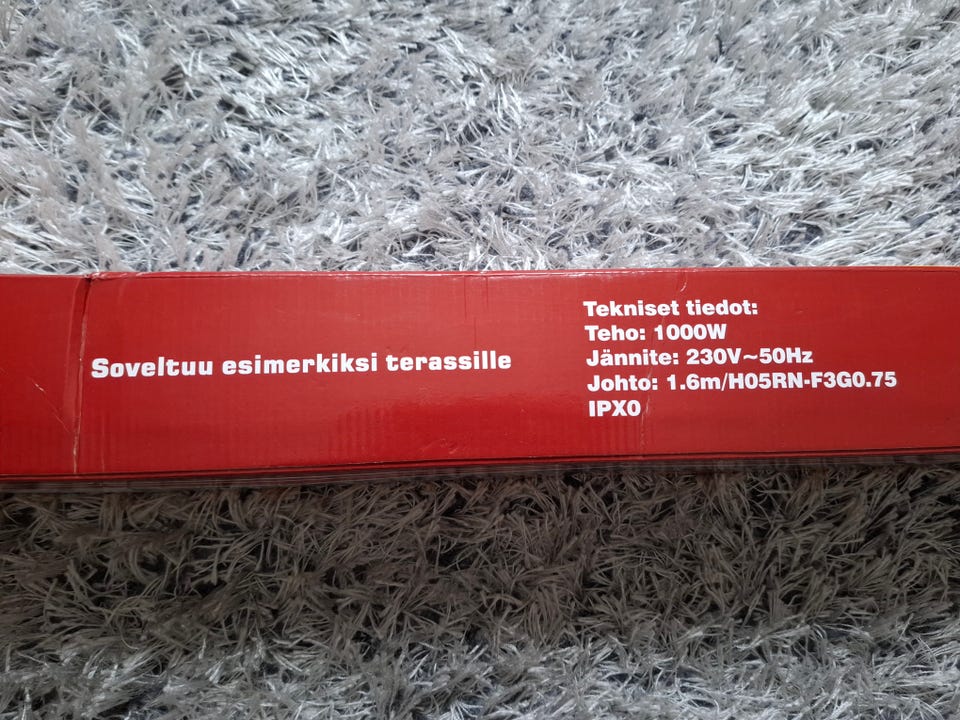 Soveltuu esimerkiksi terassille
Tekniset tiedot:
Teho: 1000W
Jännite: 230V~50Hz
Johto: 1.6m/H05RN-F3G0.75
IPX0